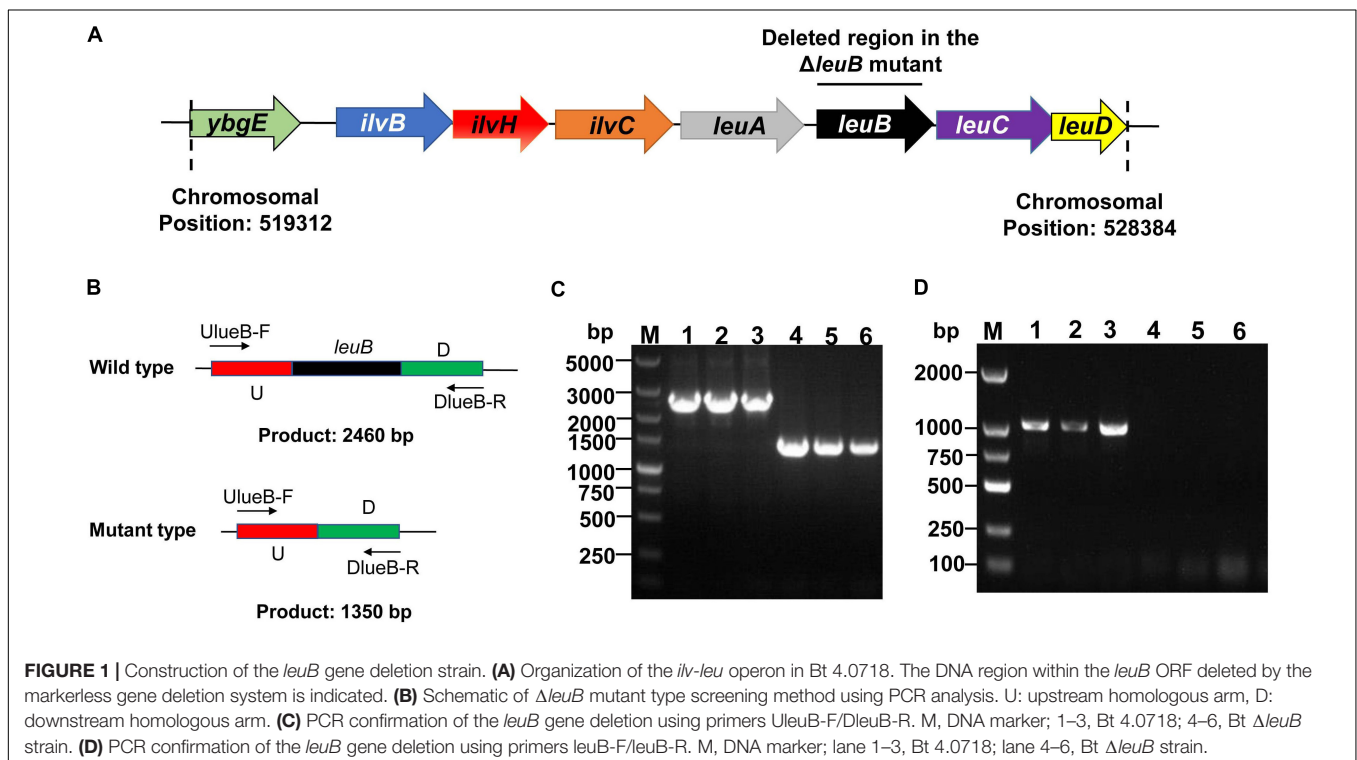 A
Deleted region in the
ΔleuB mutant
ybgE ilvB ilvH ilvC leuA leuB leuC leuD
Chromosomal
Position: 519312
Chromosomal
Position: 528384
B
UlueB-F
leuB
D
Wild type
U
DlueB-R
Product: 2460 bp
UlueB-F
D
Mutant type
U
DlueB-R
Product: 1350 bp
C
bp M 1 2 3 4 5 6
5000
3000
2000
1500
1000
750
500
250
D
bp M 1 2 3 4 5 6
2000
1000
750
500
250
100
FIGURE 1 | Construction of the leuB gene deletion strain. (A) Organization of the ilv-leu operon in Bt 4.0718. The DNA region within the leuB ORF deleted by the
markerless gene deletion system is indicated. (B) Schematic of ΔleuB mutant type screening method using PCR analysis. U: upstream homologous arm, D:
downstream homologous arm. (C) PCR confirmation of the leuB gene deletion using primers UleuB-F/DleuB-R. M, DNA marker; 1–3, Bt 4.0718; 4–6, Bt ΔleuB
strain. (D) PCR confirmation of the leuB gene deletion using primers leuB-F/leuB-R. M, DNA marker; lane 1–3, Bt 4.0718; lane 4–6, Bt ΔleuB strain.